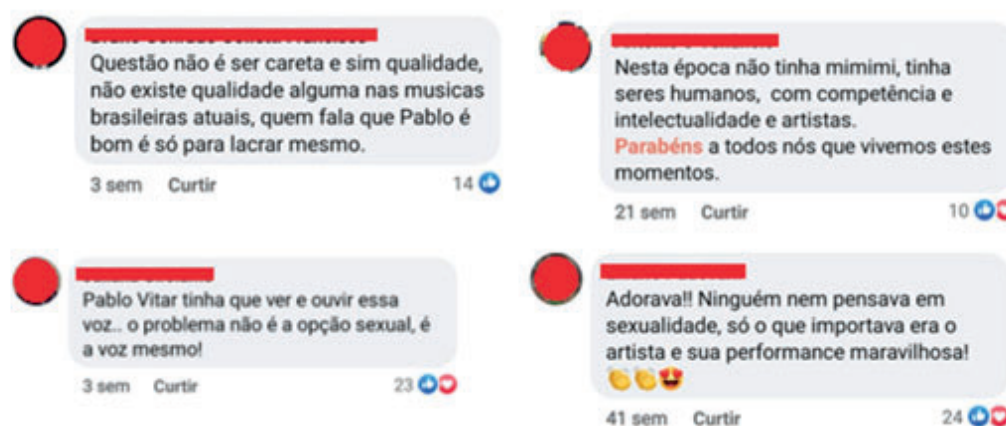 Questão não é ser careta e sim qualidade,
não existe qualidade alguma nas musicas
brasileiras atuais, quem fala que Pablo é
bom é só para lacrar mesmo.
3 sem Curtir 14
Nesta época não tinha mimimi, tinha
seres humanos, com competência e
intelectualidade e artistas.
Parabéns a todos nós que vivemos estes
momentos.
21 sem Curtir 10
Pablo Vitar tinha que ver e ouvir essa
voz.. o problema não é a opção sexual, é
a voz mesmo!
3 sem Curtir 23
Adorava!! Ninguém nem pensava em
sexualidade, só o que importava era o
artista e sua performance maravilhosa!
👏👏😍
41 sem Curtir 24